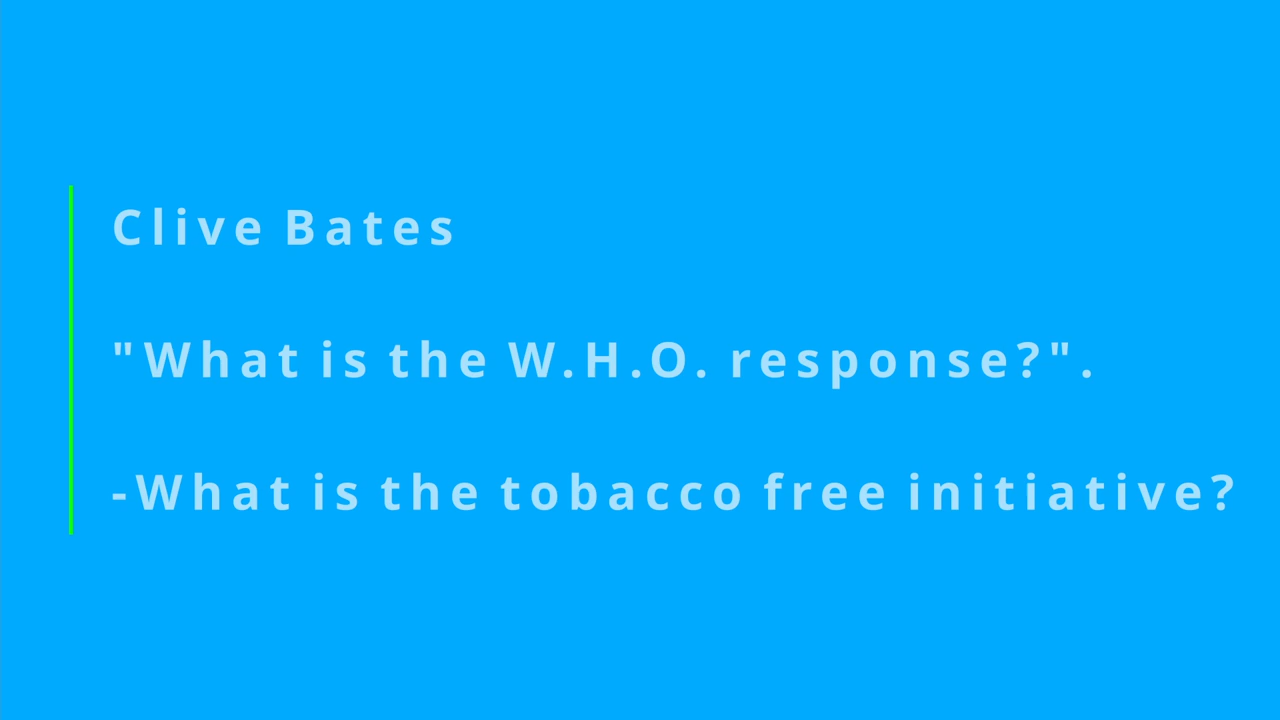 Clive Bates
"What is the W.H.O. response?".
-What is the tobacco free initiative?